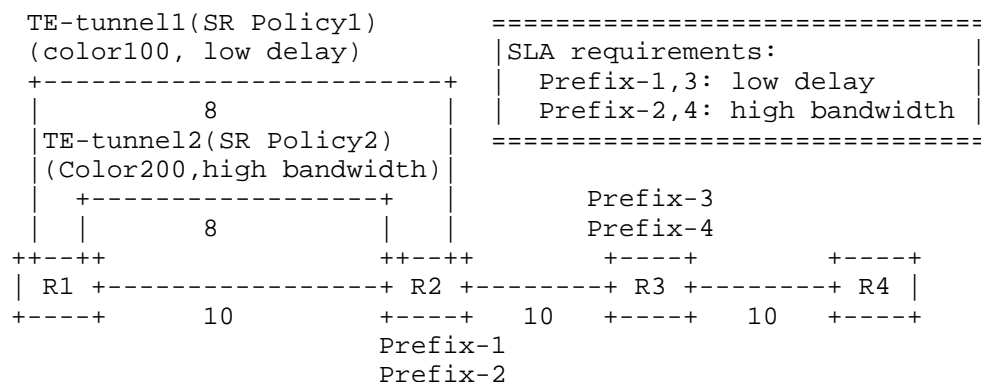 TE-tunnel1(SR Policy1)
(color100, low delay)
SLA requirements:
Prefix-1,3: low delay
Prefix-2,4: high bandwidth
8
TE-tunnel2(SR Policy2)
(Color200,high bandwidth)
8
Prefix-3
Prefix-4
R1 R2 R3 R4
10 10 10
Prefix-1
Prefix-2